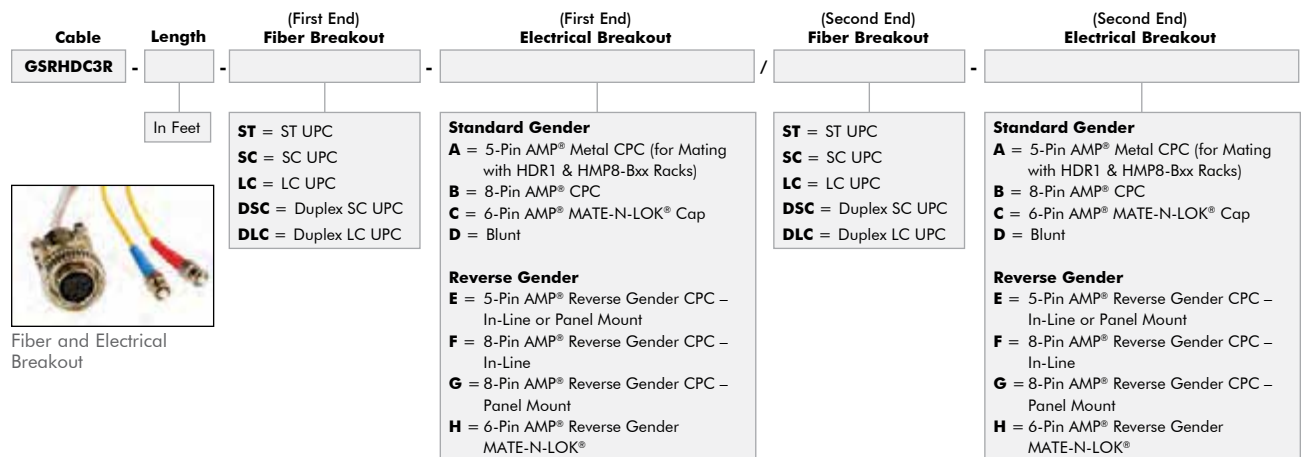 (First End) (First End) (Second End) (Second End)
Cable Length Fiber Breakout Electrical Breakout Fiber Breakout Electrical Breakout
GSRHDC3R - - - / -
In Feet
ST = ST UPC
SC = SC UPC
LC = LC UPC
DSC = Duplex SC UPC
DLC = Duplex LC UPC
Standard Gender
A = 5-Pin AMP® Metal CPC (for Mating
with HDR1 & HMP8-Bxx Racks)
B = 8-Pin AMP® CPC
C = 6-Pin AMP® MATE-N-LOK® Cap
D = Blunt
Reverse Gender
E = 5-Pin AMP® Reverse Gender CPC –
In-Line or Panel Mount
F = 8-Pin AMP® Reverse Gender CPC –
In-Line
G = 8-Pin AMP® Reverse Gender CPC –
Panel Mount
H = 6-Pin AMP® Reverse Gender
MATE-N-LOK®
ST = ST UPC
SC = SC UPC
LC = LC UPC
DSC = Duplex SC UPC
DLC = Duplex LC UPC
Standard Gender
A = 5-Pin AMP® Metal CPC (for Mating
with HDR1 & HMP8-Bxx Racks)
B = 8-Pin AMP® CPC
C = 6-Pin AMP® MATE-N-LOK® Cap
D = Blunt
Reverse Gender
E = 5-Pin AMP® Reverse Gender CPC –
In-Line or Panel Mount
F = 8-Pin AMP® Reverse Gender CPC –
In-Line
G = 8-Pin AMP® Reverse Gender CPC –
Panel Mount
H = 6-Pin AMP® Reverse Gender
MATE-N-LOK®
Fiber and Electrical
Breakout